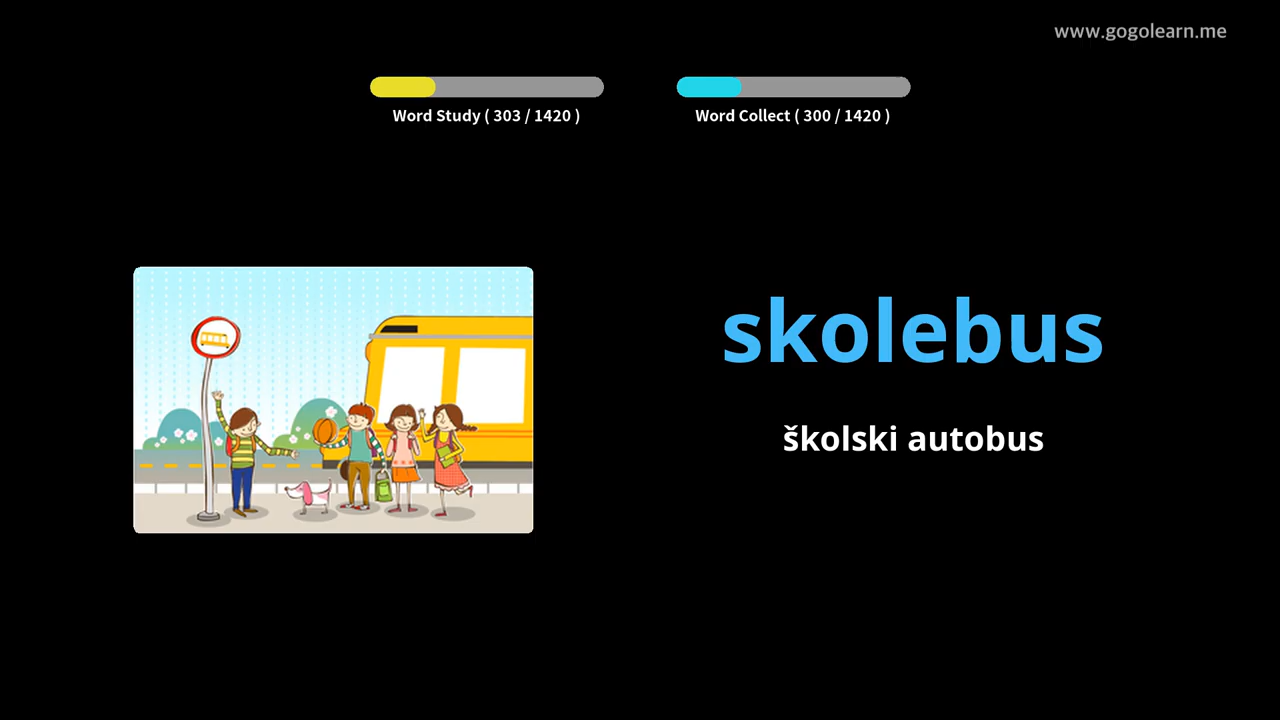 www.gogolearn.me
Word Study ( 303 / 1420 )
Word Collect ( 300 / 1420 )
skolebus
školski autobus